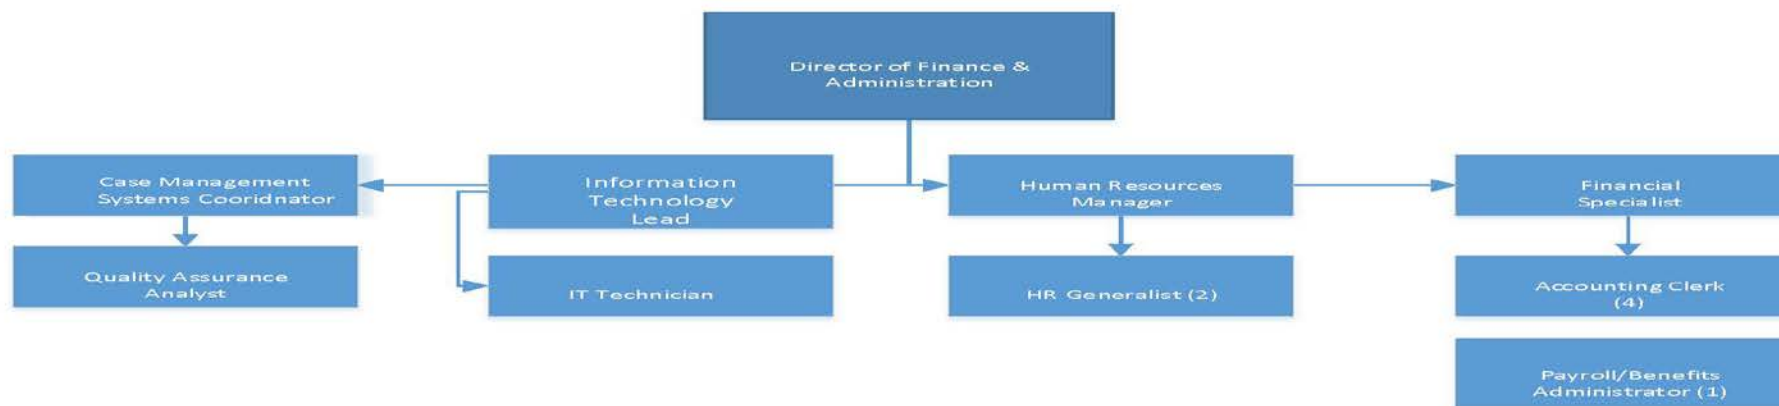 Director of Finance &
Administration
Case Management
Systems Cooridnator
Information
Technology
Lead
Human Resources
Manager
Financial
Specialist
Quality Assurance
Analyst
IT Technician
HR Generalist (2)
Accounting Clerk
(4)
Payroll/Benefits
Administrator (1)